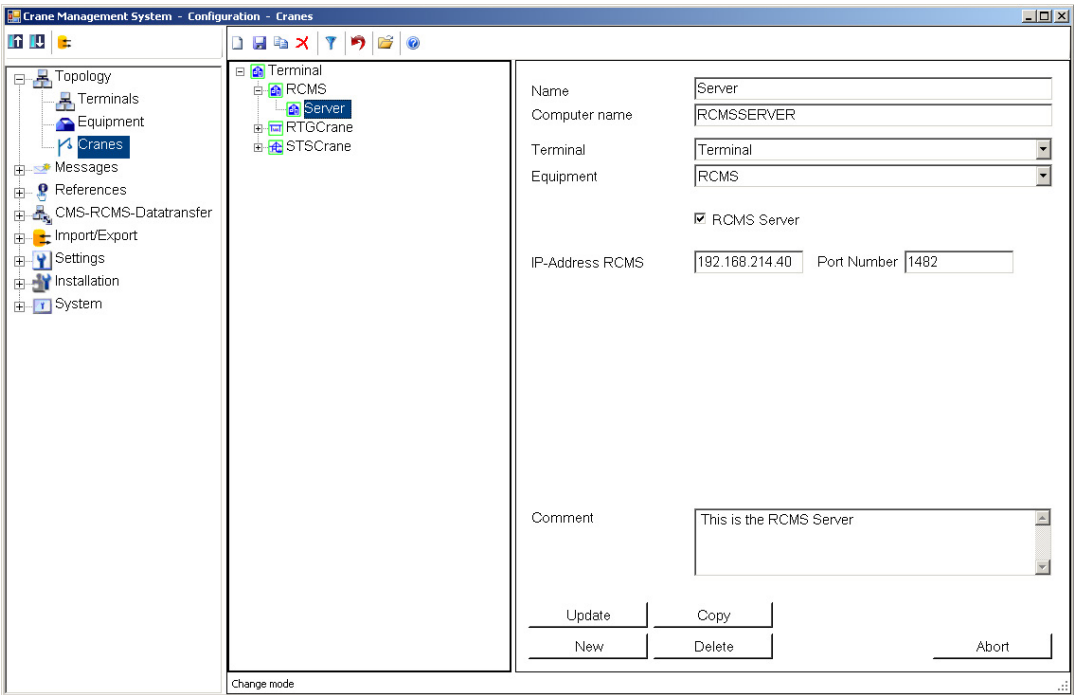 Crane Management System - Configuration - Cranes
Topology
Terminals
Equipment
Cranes
Messages
References
CMS-RCMS-Datatransfer
Import/Export
Settings
Installation
System
Terminal
RCMS
Server
RTGCrane
STSCrane
Name Server
Computer name RCMSSERVER
Terminal Terminal
Equipment RCMS
RCMS Server
IP-Address RCMS 192.168.214.40 Port Number 1482
Comment This is the RCMS Server
Update Copy
New Delete Abort
Change mode